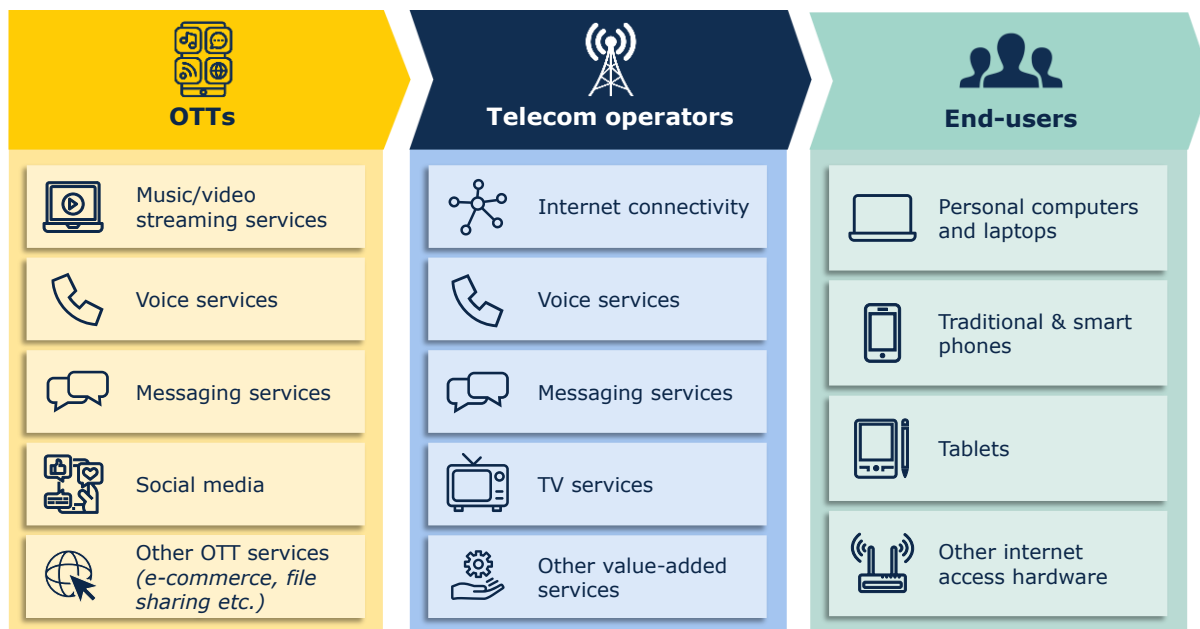 OTTs
Music/video
streaming services
Voice services
Messaging services
Social media
Other OTT services
(e-commerce, file
sharing etc.)
Telecom operators
Internet connectivity
Voice services
Messaging services
TV services
Other value-added
services
End-users
Personal computers
and laptops
Traditional & smart
phones
Tablets
Other internet
access hardware